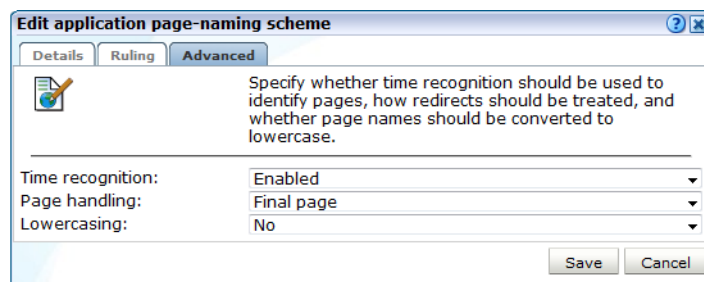 Edit application page-naming scheme ?
Details Ruling Advanced
Specify whether time recognition should be used to
identify pages, how redirects should be treated, and
whether page names should be converted to
lowercase.
Time recognition: Enabled
Page handling: Final page
Lowercasing: No
Save Cancel